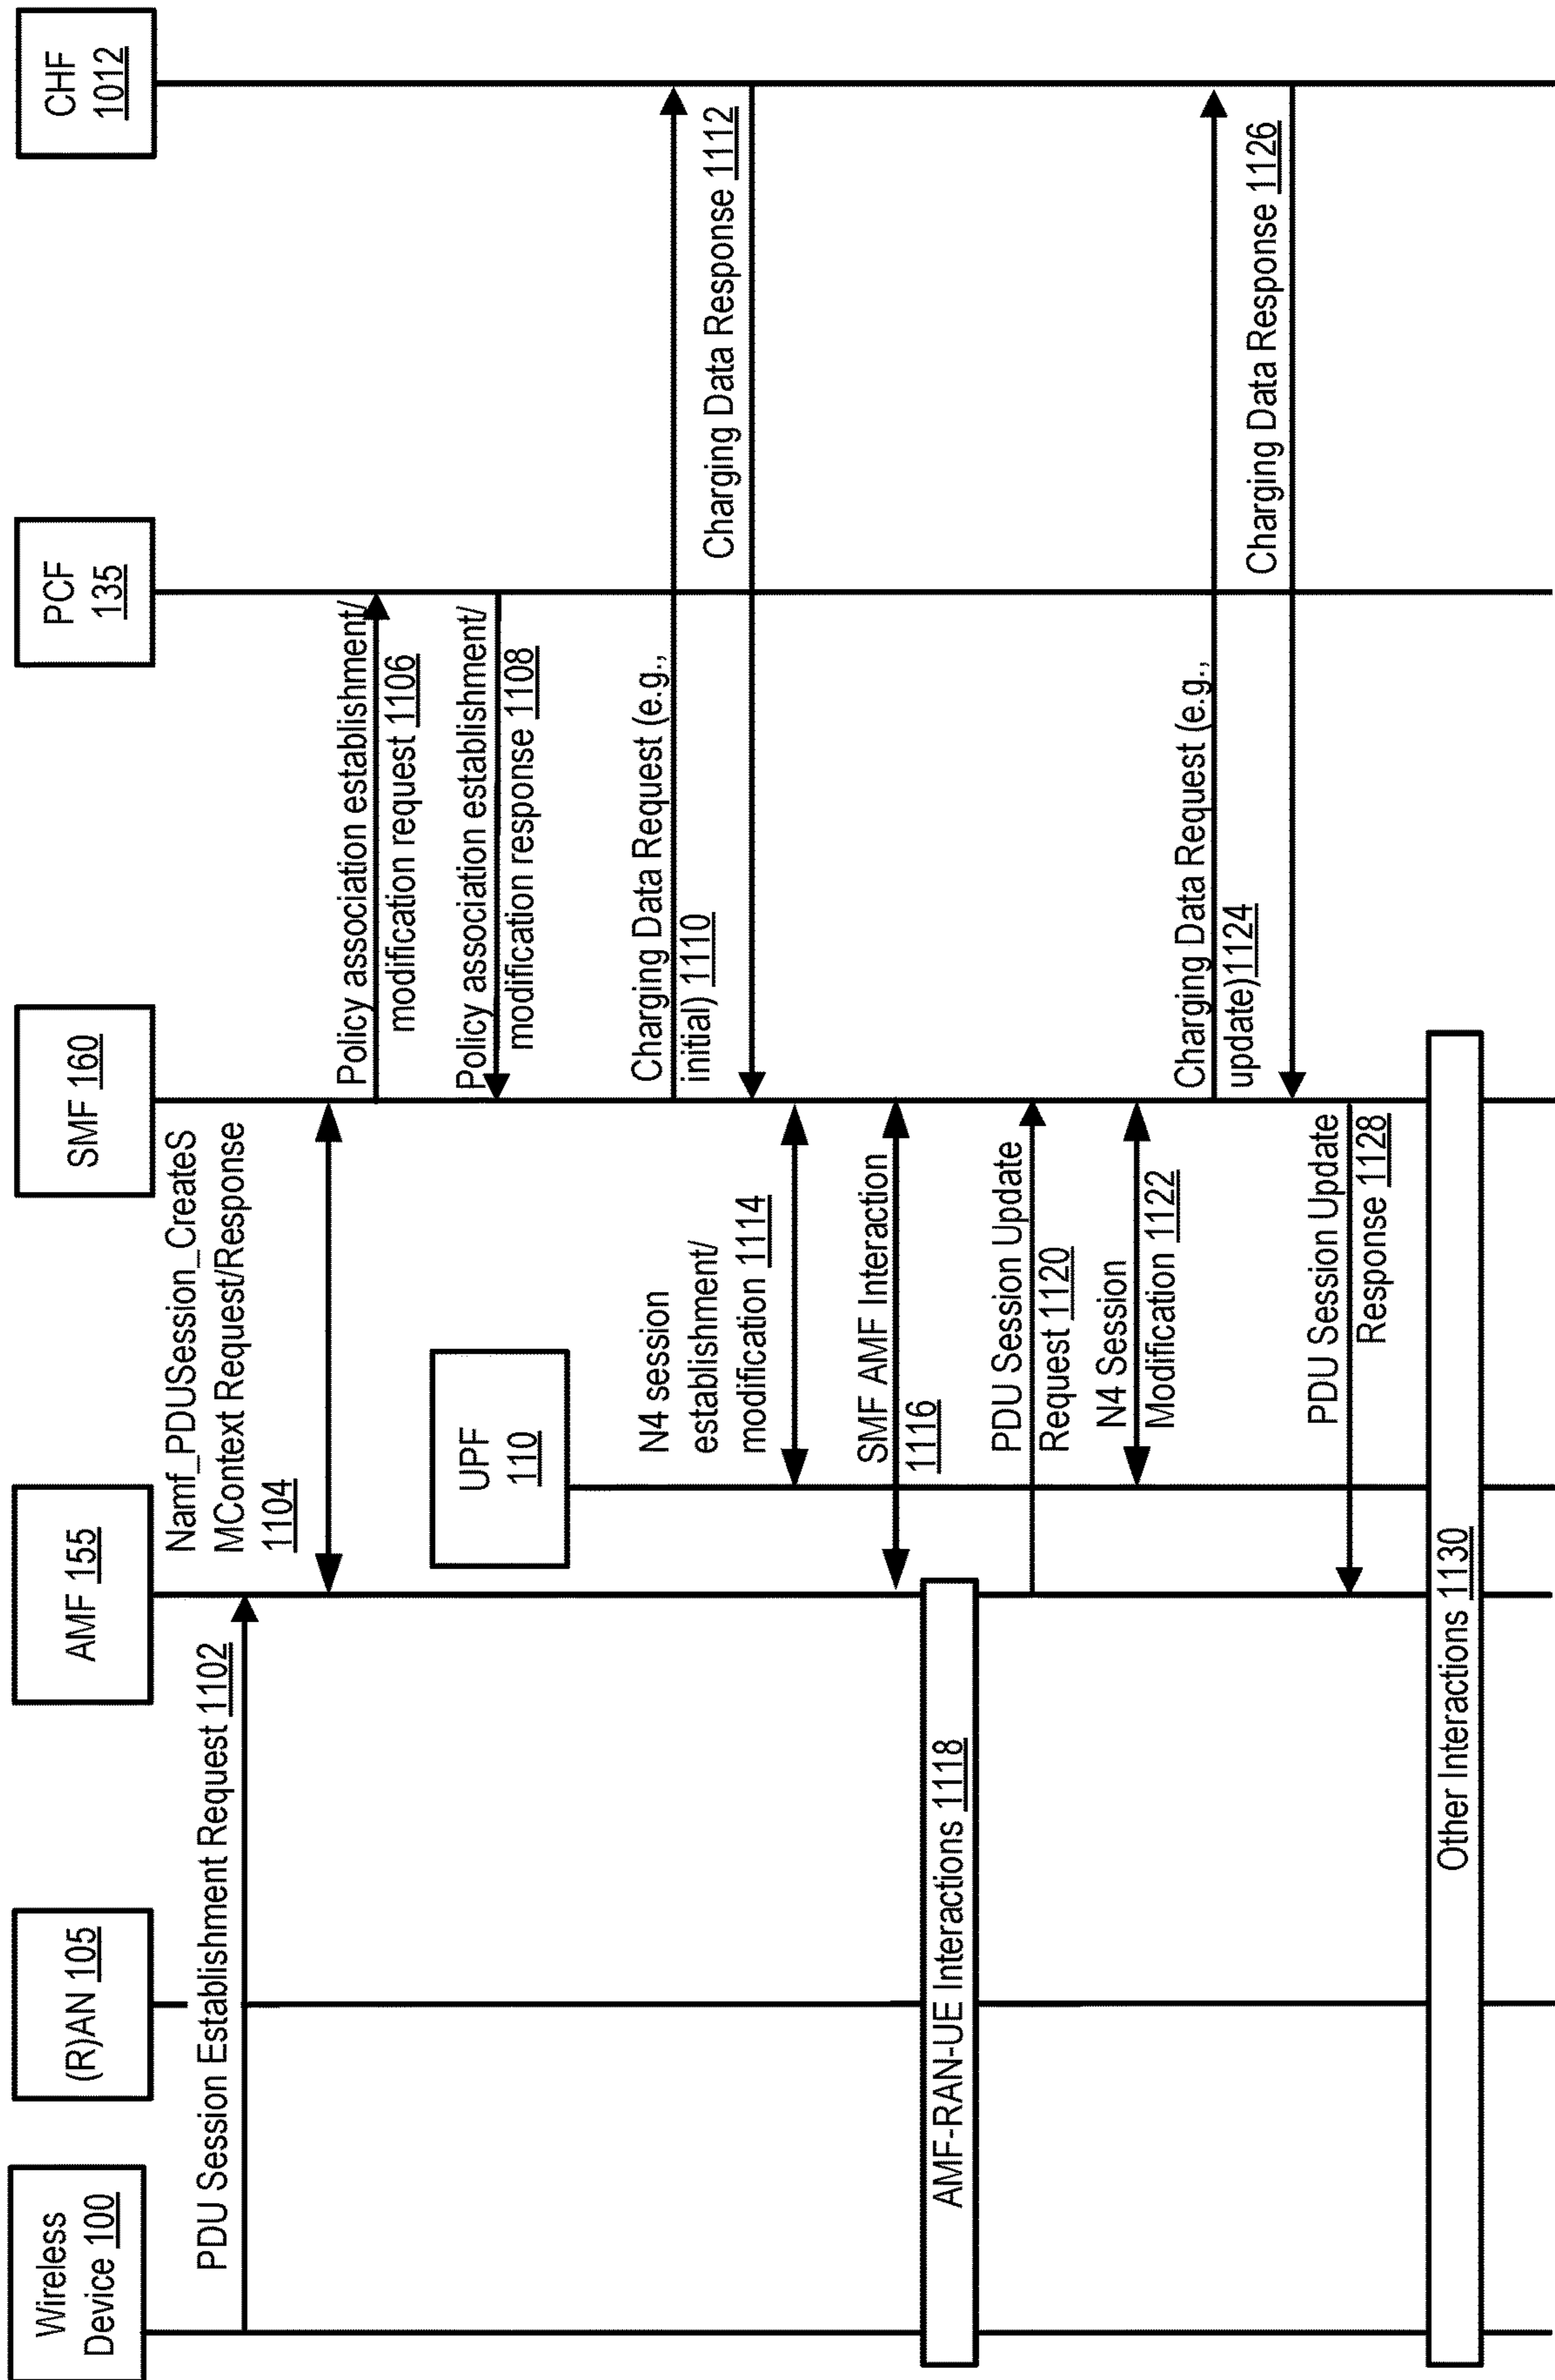 Wireless
Device 100
(R)AN 105
AMF 155
SMF 160
PCF
135
CHF
1012
PDU Session Establishment Request 1102
Namf_PDUSession_CreateS
MContext Request/Response
1104
Policy association establishment/
modification request 1106
UPF
110
Policy association establishment/
modification response 1108
Charging Data Request (e.g.,
initial) 1110
Charging Data Response 1112
N4 session
establishment/
modification 1114
SMF AMF Interaction
1116
AMF-RAN-UE Interactions 1118
PDU Session Update
Request 1120
N4 Session
Modification 1122
Charging Data Request (e.g.,
update)1124
Charging Data Response 1126
PDU Session Update
Response 1128
Other Interactions 1130